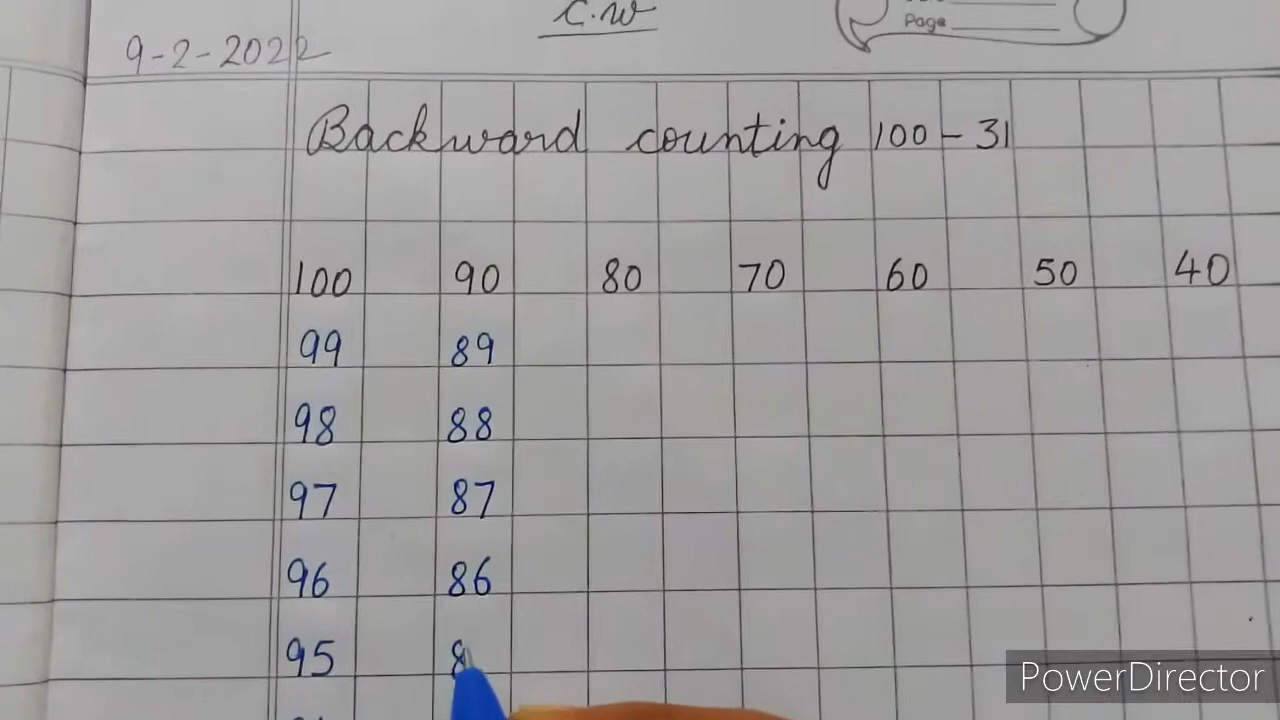 C.W
Page
9-2-2022
Backward counting 100-31
100 90 80 70 60 50 40
99 89
98 88
97 87
96 86
95 8
PowerDirector